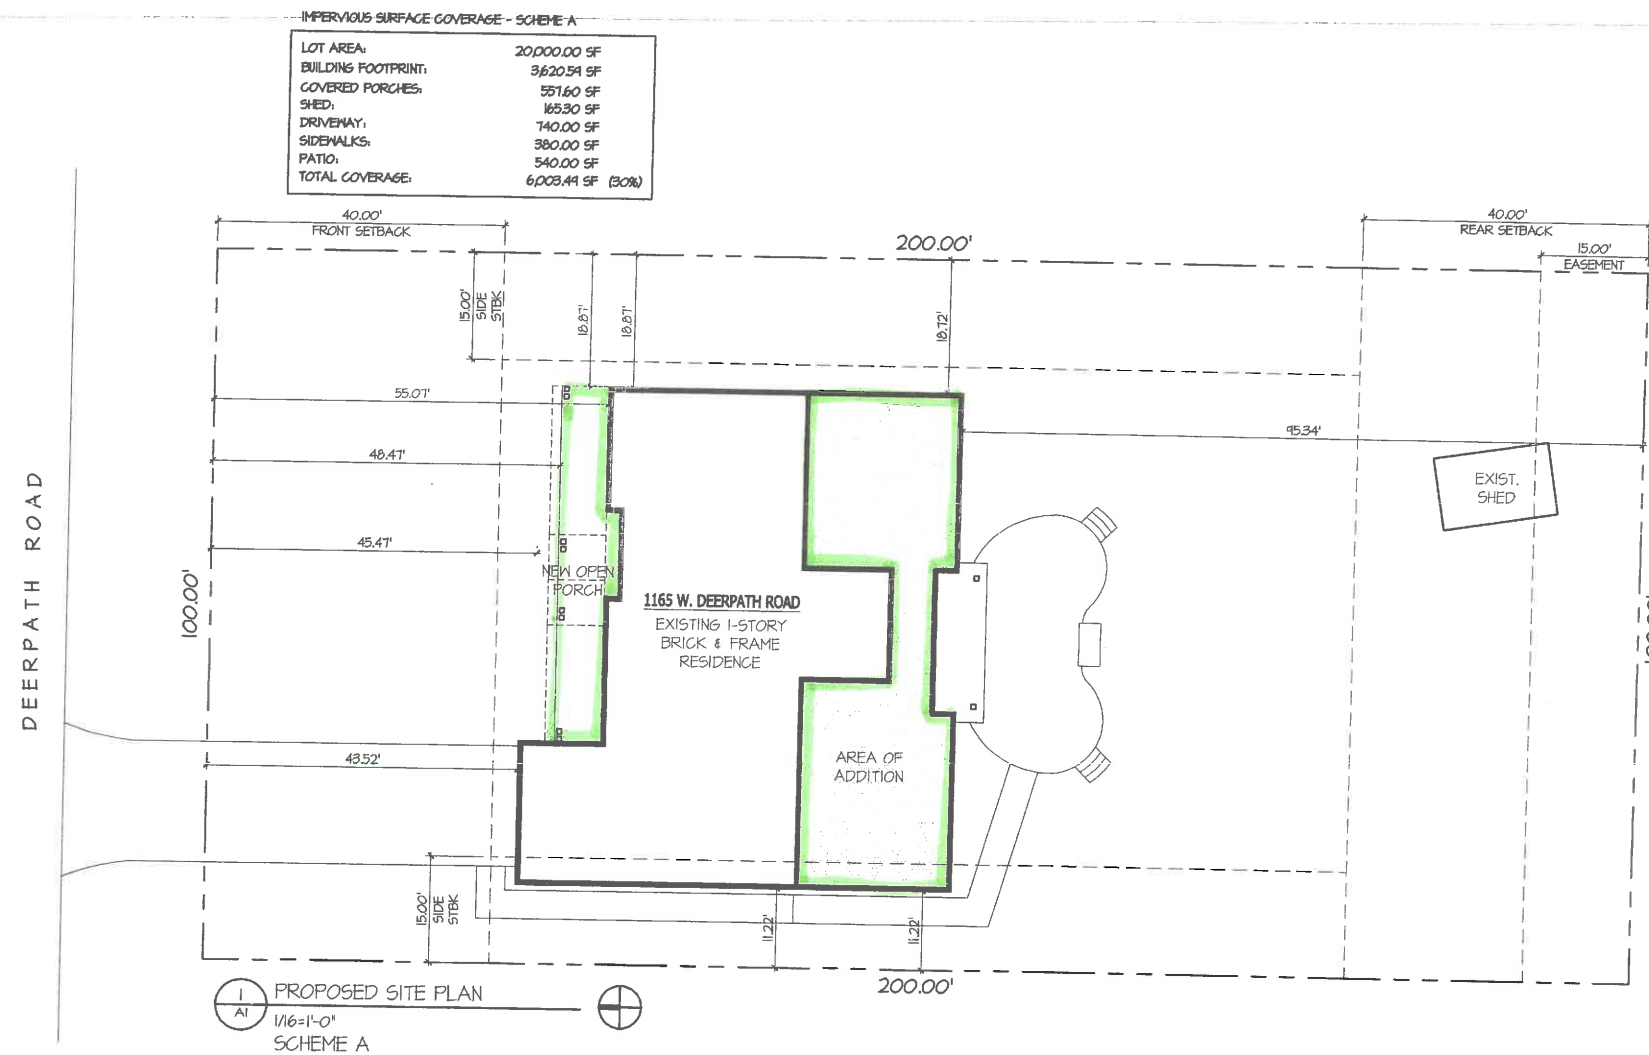 IMPERVIOUS SURFACE COVERAGE - SCHEME A
LOT AREA: 20,000.00 SF
BUILDING FOOTPRINT: 3,620.59 SF
COVERED PORCHES: 557.60 SF
SHED: 165.30 SF
DRIVEWAY: 740.00 SF
SIDEWALKS: 380.00 SF
PATIO: 540.00 SF
TOTAL COVERAGE: 6,003.49 SF (30%)
40.00'
FRONT SETBACK
200.00'
40.00'
REAR SETBACK
15.00'
EASEMENT
15.00'
SIDE
STBK
18.87'
18.87'
18.72'
55.07'
95.34'
48.47'
EXIST.
SHED
45.47'
NEW OPEN
PORCH
DEERPATH ROAD
100.00'
1165 W. DEERPATH ROAD
EXISTING 1-STORY
BRICK & FRAME
RESIDENCE
AREA OF
ADDITION
43.52'
15.00'
SIDE
STBK
11.22'
11.22'
200.00'
1
A1
PROPOSED SITE PLAN
1/16=1'-0"
SCHEME A